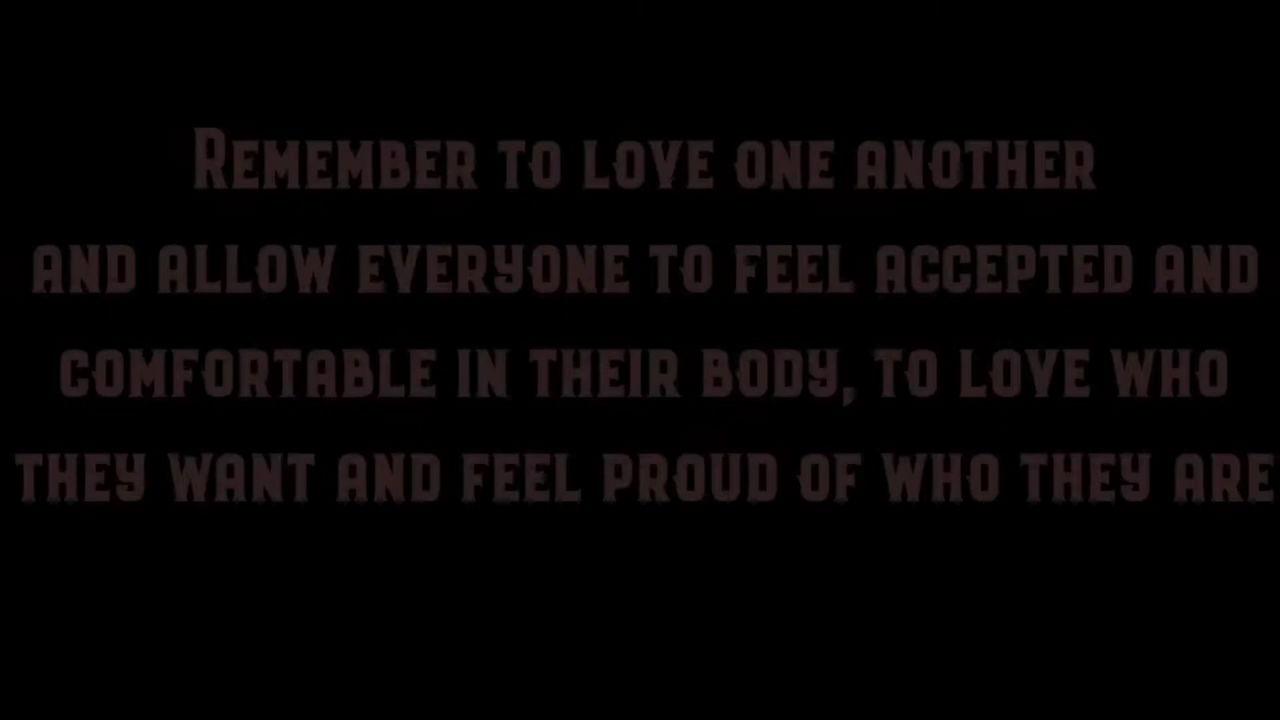 Remember to love one another
and allow everyone to feel accepted and
comfortable in their body, to love who
they want and feel proud of who they are